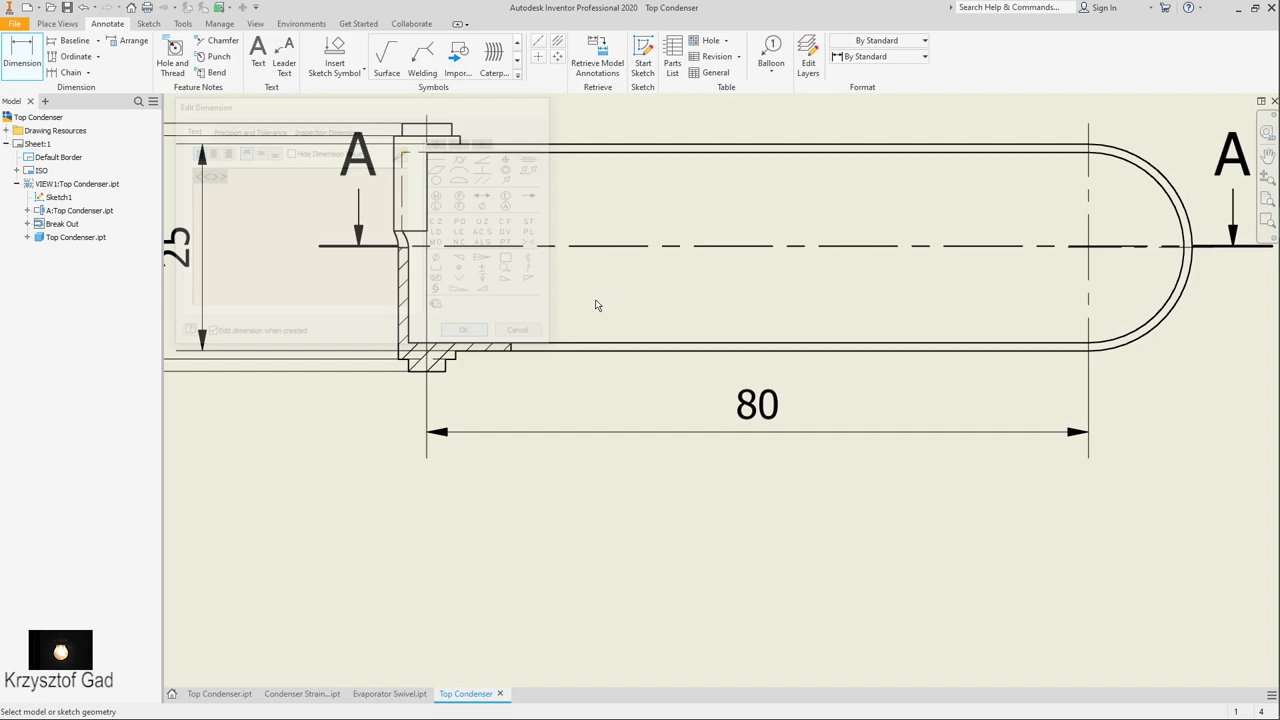 Autodesk Inventor Professional 2020 Top Condenser
Search Help & Commands...
Sign In
File
Place Views
Annotate
Sketch
Tools
Manage
View
Environments
Get Started
Collaborate
Dimension
Baseline
Arrange
Ordinate
Chain
Dimension
Hole and Thread
Chamfer
Punch
Bend
Feature Notes
Text
Leader Text
Text
Insert Sketch Symbol
Surface
Welding
Impor...
Caterp...
Symbols
Retrieve Model Annotations
Retrieve
Start Sketch
Sketch
Parts List
Hole
Revision
General
Table
Balloon
Edit Layers
By Standard
By Standard
Format
Model
Top Condenser
Drawing Resources
Sheet:1
Default Border
ISO
VIEW1:Top Condenser.ipt
Sketch1
A:Top Condenser.ipt
Break Out
Top Condenser.ipt
Edit Dimension
Text
Precision and Tolerance
Inspection Dimension
Hide Dimension
<<>>
Edit dimension when created
OK
Cancel
A
A
25
80
Krzysztof Gad
Top Condenser.ipt
Condenser Strain...ipt
Evaporator Swivel.ipt
Top Condenser
Select model or sketch geometry
1
4